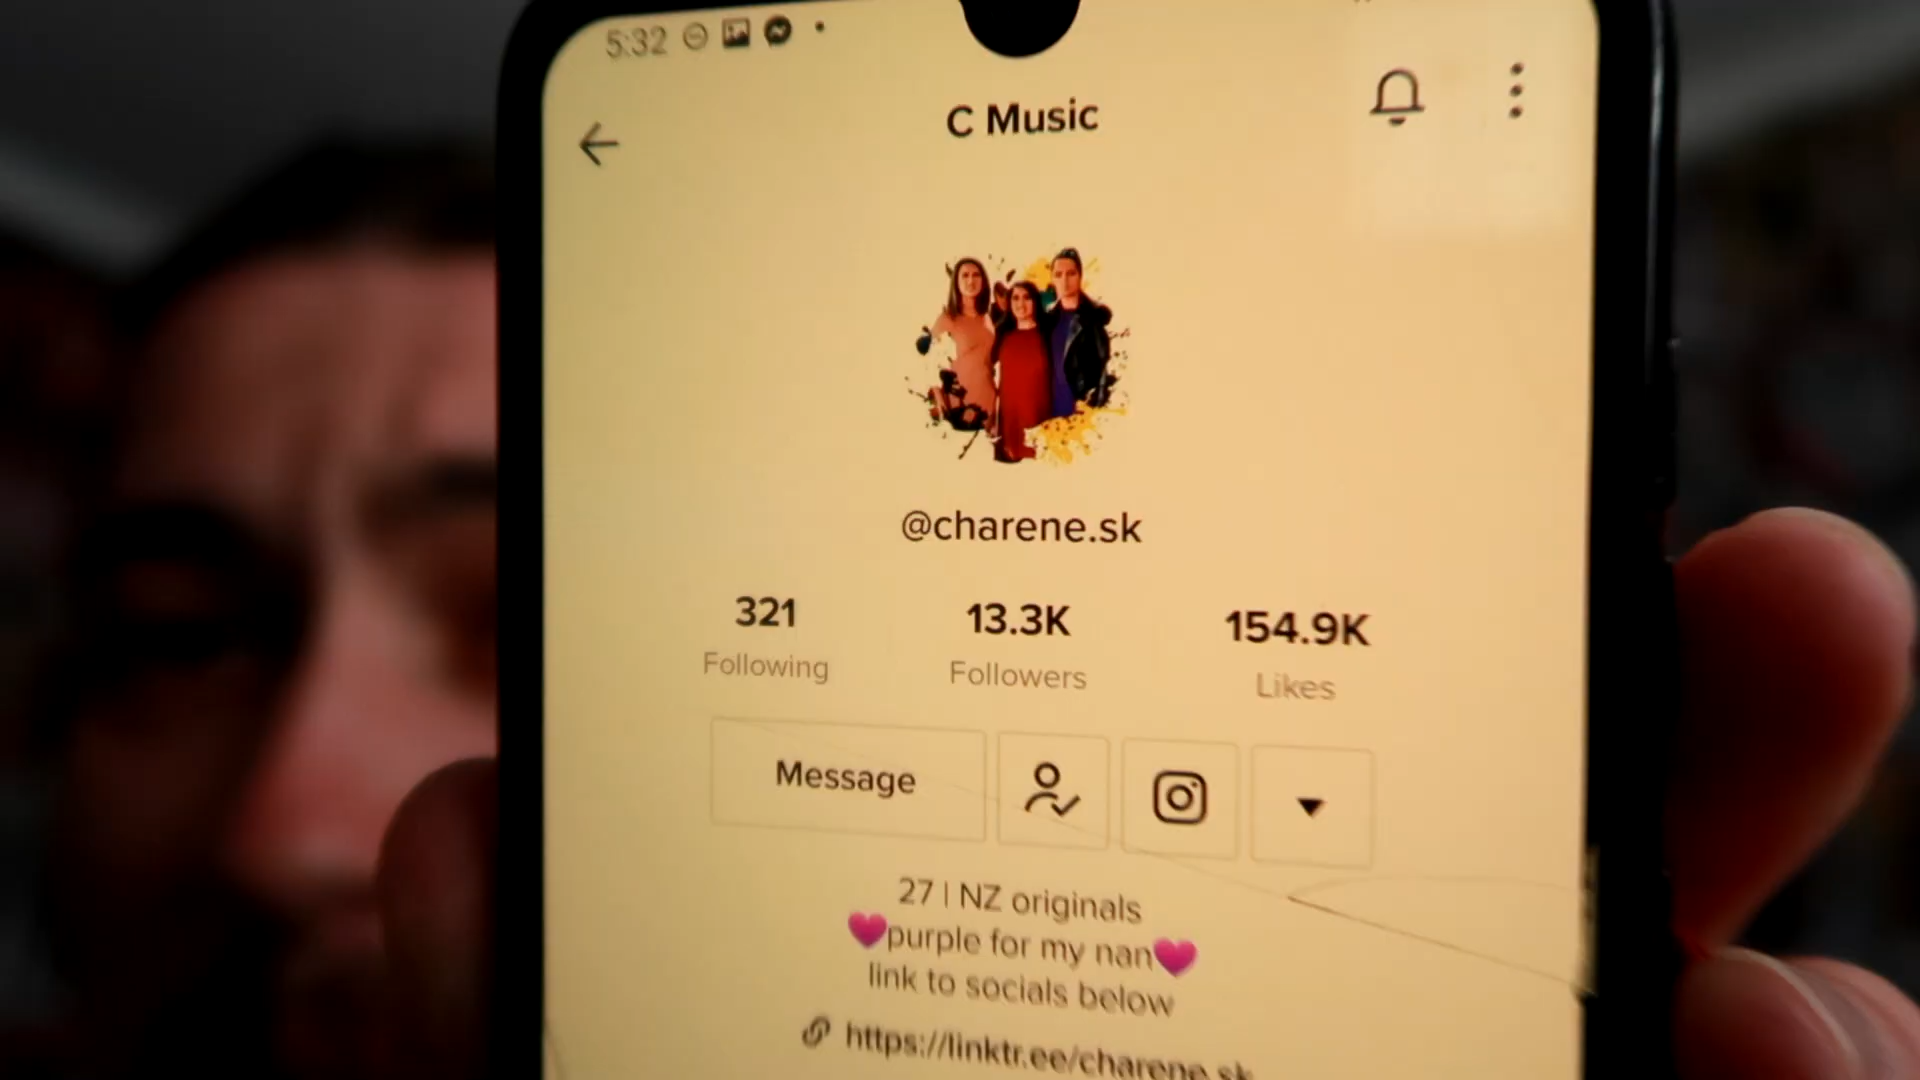 5:32
C Music
@charene.sk
321 13.3K 154.9K
Following Followers Likes
Message
27 | NZ originals
💜purple for my nan💜
link to socials below
https://linktr.ee/charene.sk